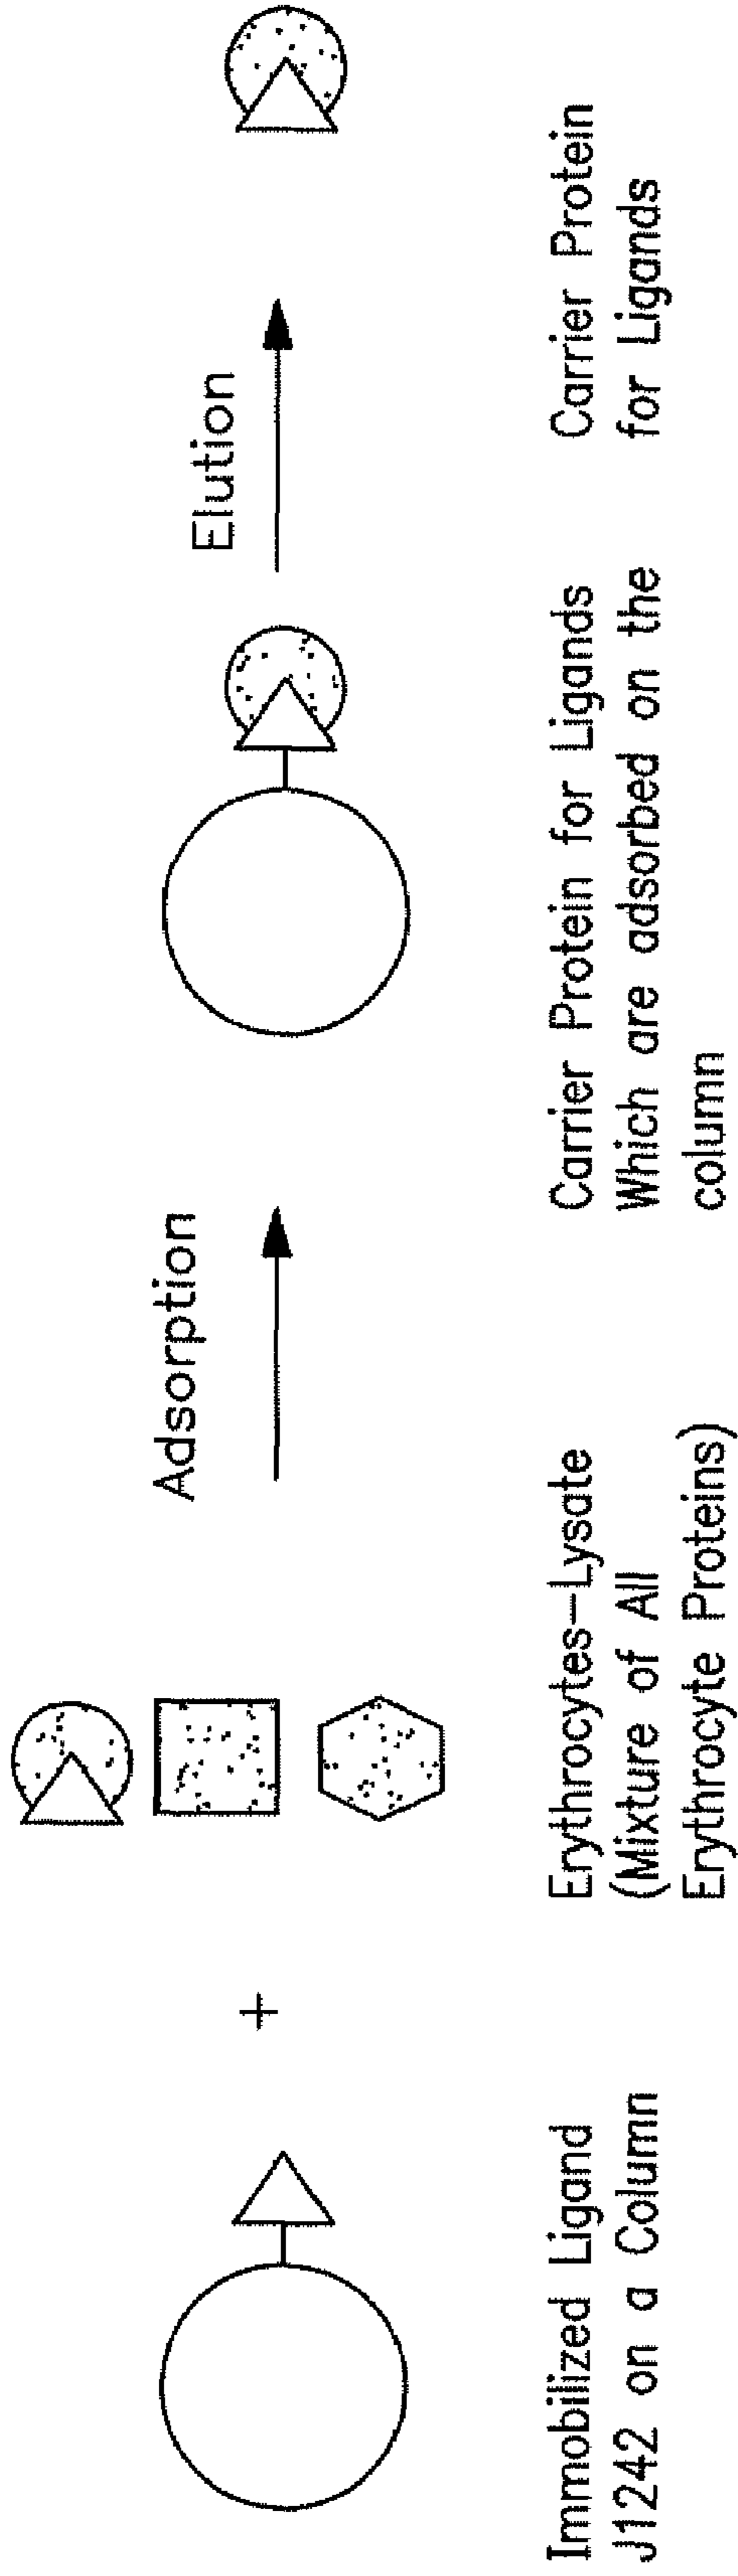 Immobilized Ligand
J1242 on a Column
+
Erythrocytes-Lysate
(Mixture of All
Erythrocyte Proteins)
Adsorption
Carrier Protein for Ligands
Which are adsorbed on the
column
Elution
Carrier Protein
for Ligands